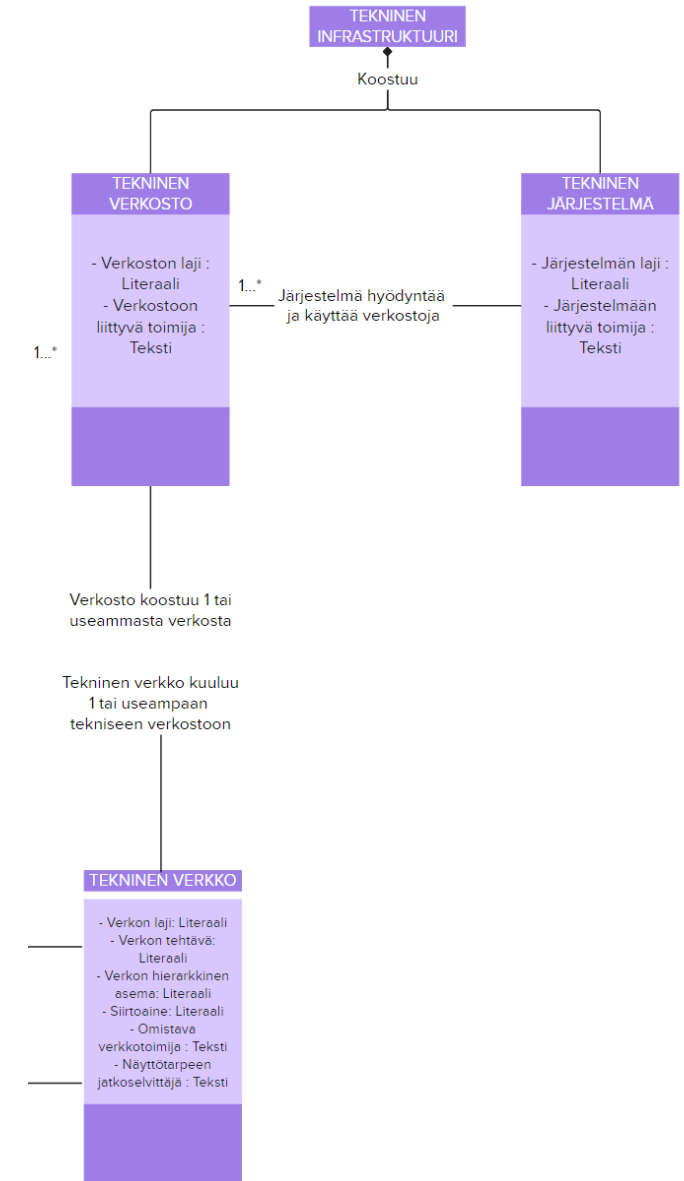 TEKNINEN
INFRASTRUKTUURI
Koostuu
TEKNINEN
VERKOSTO
- Verkoston laji :
Literaali
- Verkostoon
liittyvä toimija :
Teksti
1...*
1...*
Järjestelmä hyödyntää
ja käyttää verkostoja
TEKNINEN
JÄRJESTELMÄ
- Järjestelmän laji :
Literaali
- Järjestelmään
liittyvä toimija :
Teksti
Verkosto koostuu 1 tai
useammasta verkosta
Tekninen verkko kuuluu
1 tai useampaan
tekniseen verkostoon
TEKNINEN VERKKO
- Verkon laji: Literaali
- Verkon tehtävä:
Literaali
- Verkon hierarkkinen
asema: Literaali
- Siirtoaine: Literaali
- Omistava
verkkotoimija : Teksti
- Näyttötarpeen
jatkoselvittäjä : Teksti